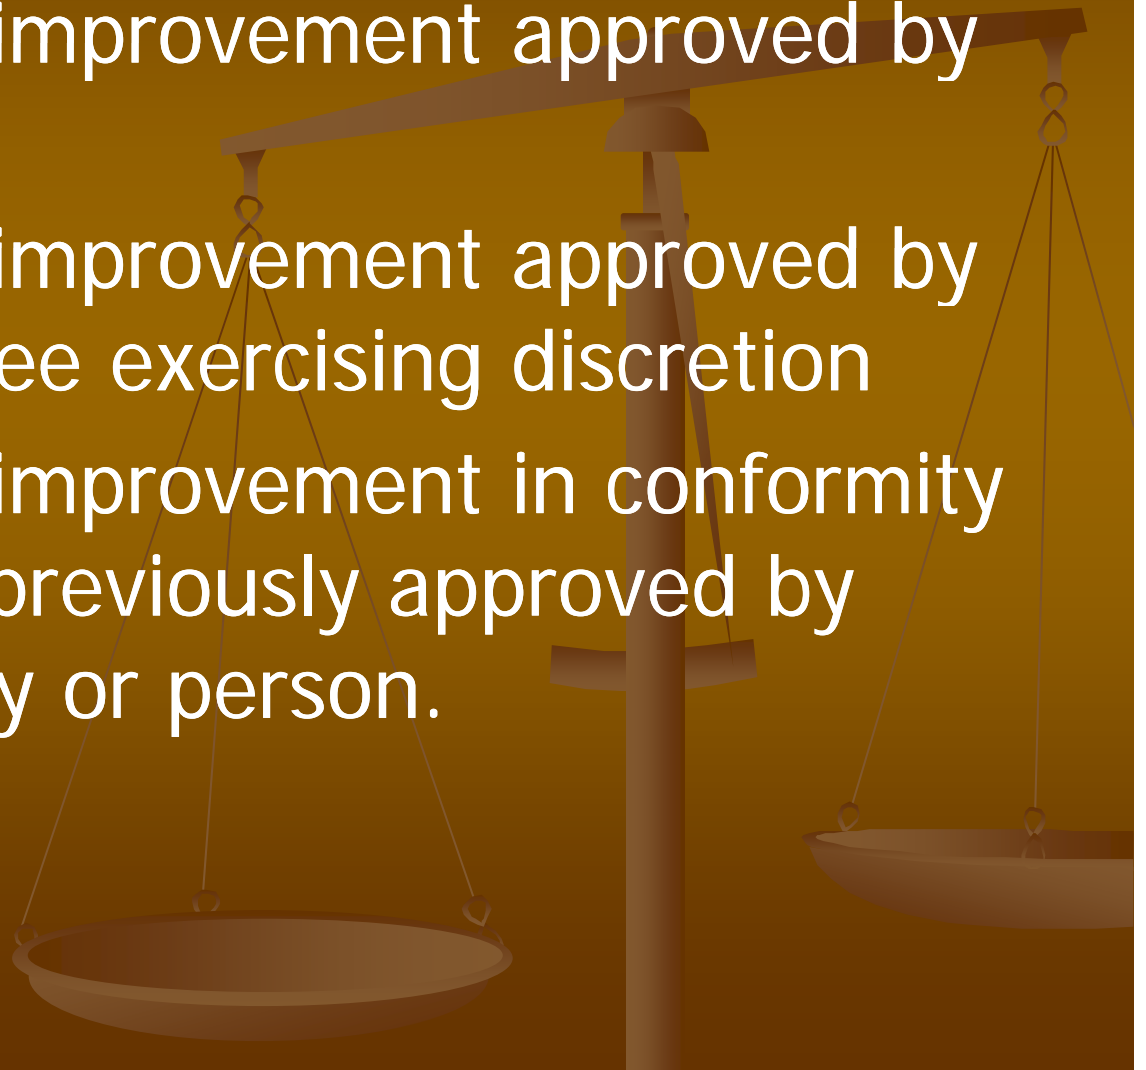 improvement approved by
improvement approved by
ee exercising discretion
improvement in conformity
previously approved by
y or person.